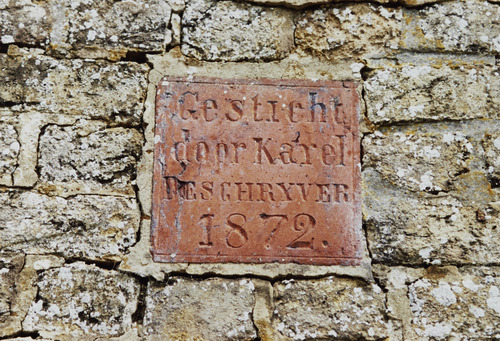 Gesticht
door Karel
DESCHRYVER
1872.